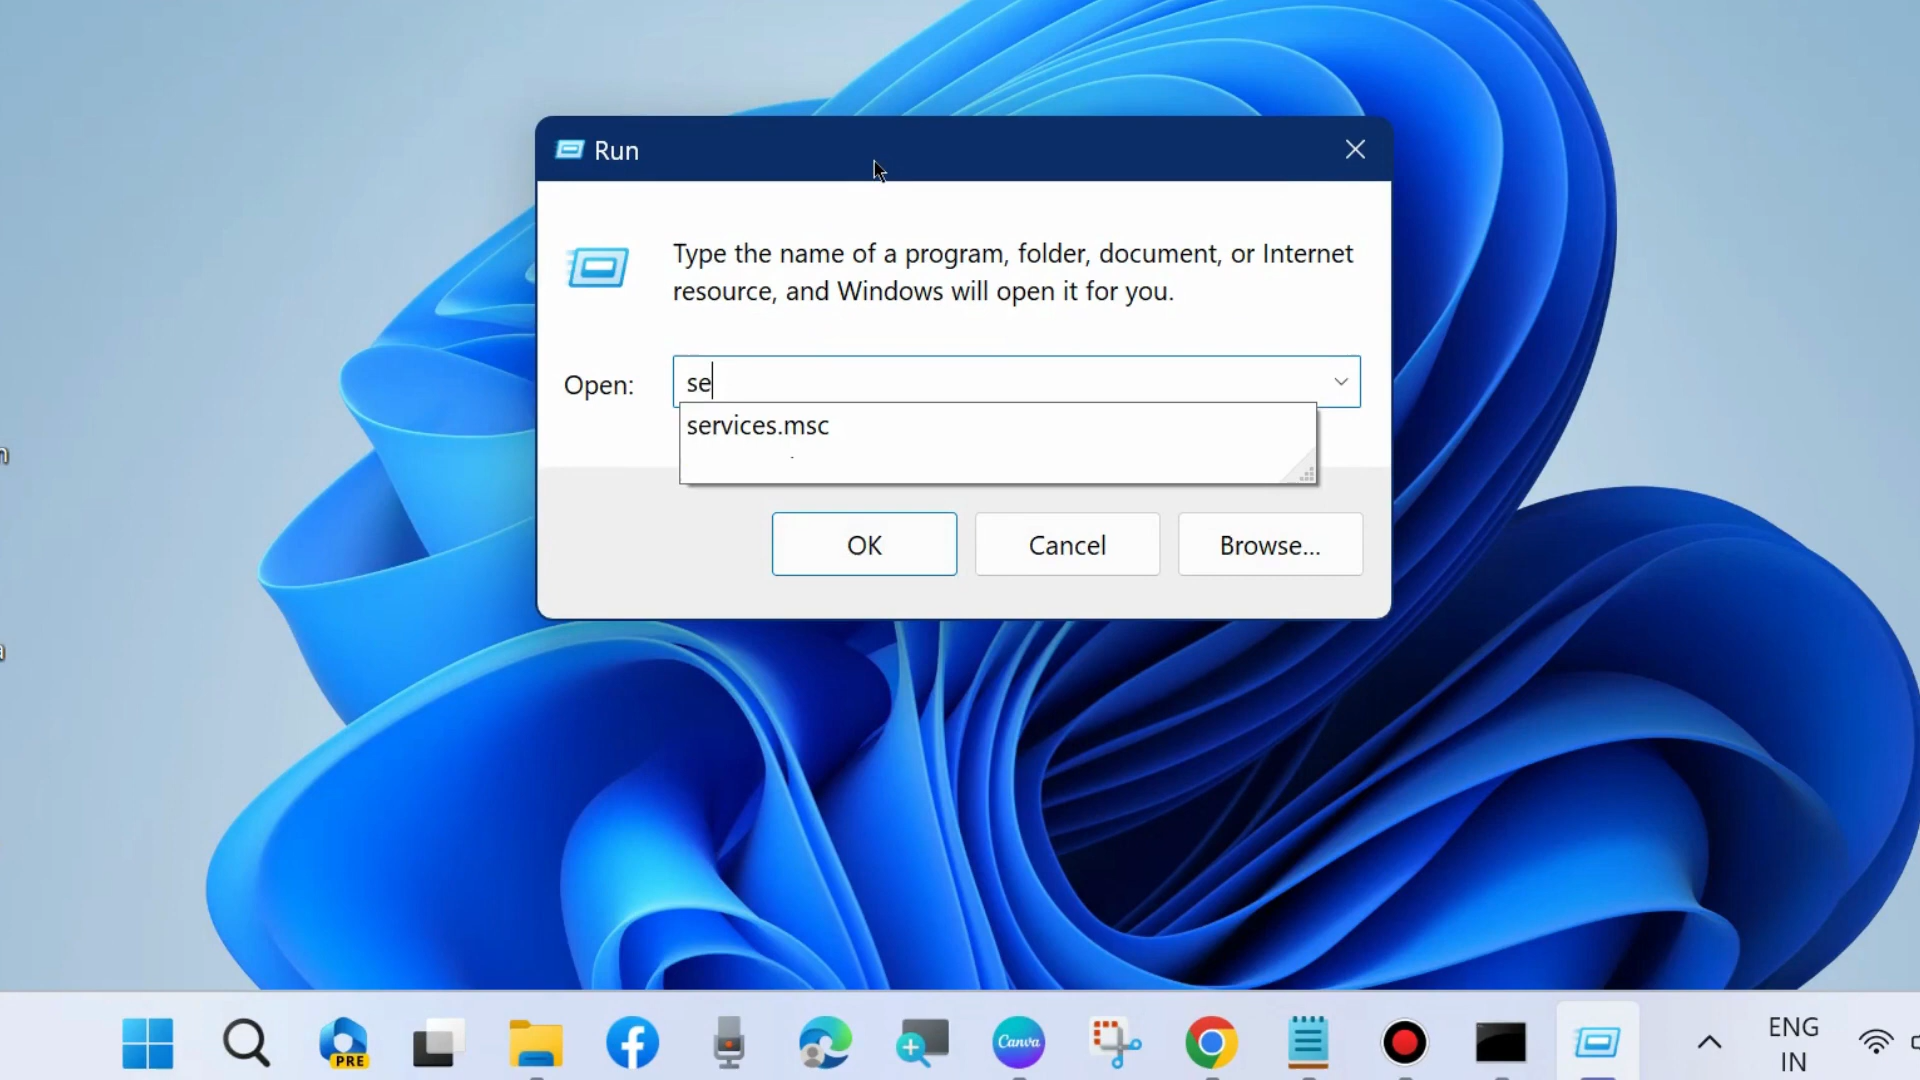 Run
Type the name of a program, folder, document, or Internet
resource, and Windows will open it for you.
Open:
se
services.msc
OK
Cancel
Browse...
PRE
Canva
ENG
IN